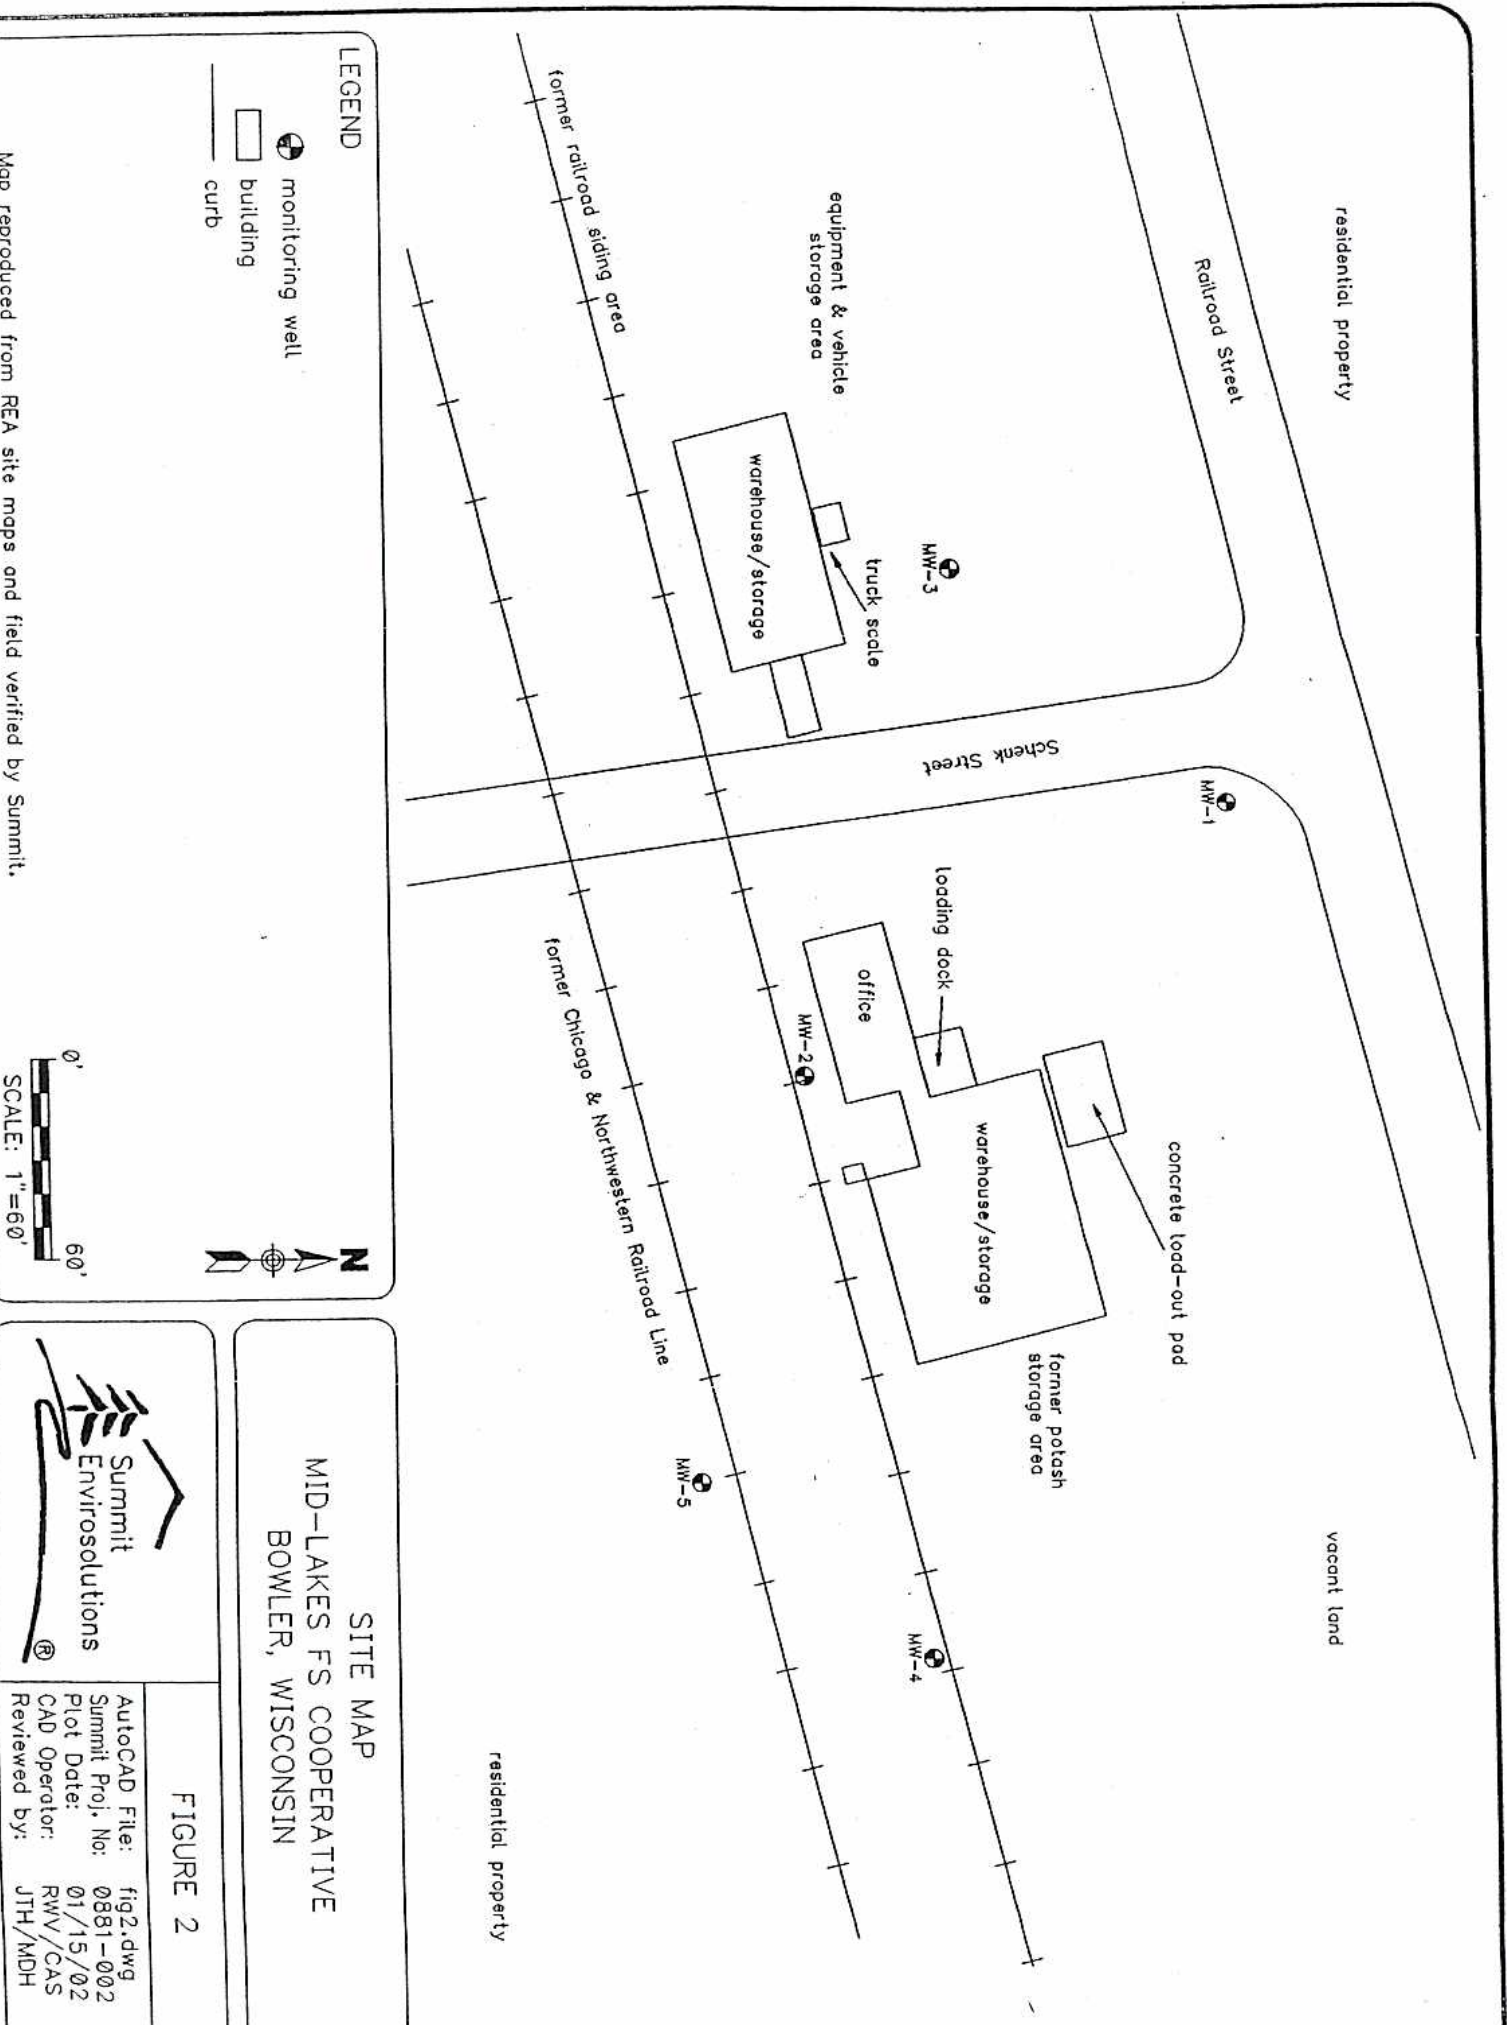 residential property
Railroad Street
MW-1
vacant land
concrete load-out pad
Schenk Street
loading dock
warehouse/storage
former potash
storage area
MW-3
truck scale
equipment & vehicle
storage area
office
MW-2
MW-4
warehouse/storage
MW-5
former railroad siding area
former Chicago & Northwestern Railroad Line
residential property
LEGEND
monitoring well
building
curb
N
0'
60'
SCALE: 1"=60'
Map reproduced from REA site maps and field verified by Summit.
SITE MAP
MID-LAKES FS COOPERATIVE
BOWLER, WISCONSIN
Summit
Envirosolutions
®
FIGURE 2
AutoCAD File: fig2.dwg
Summit Proj. No: 0881-002
Plot Date: 01/15/02
CAD Operator: RWV/CAS
Reviewed by: JTH/MDH